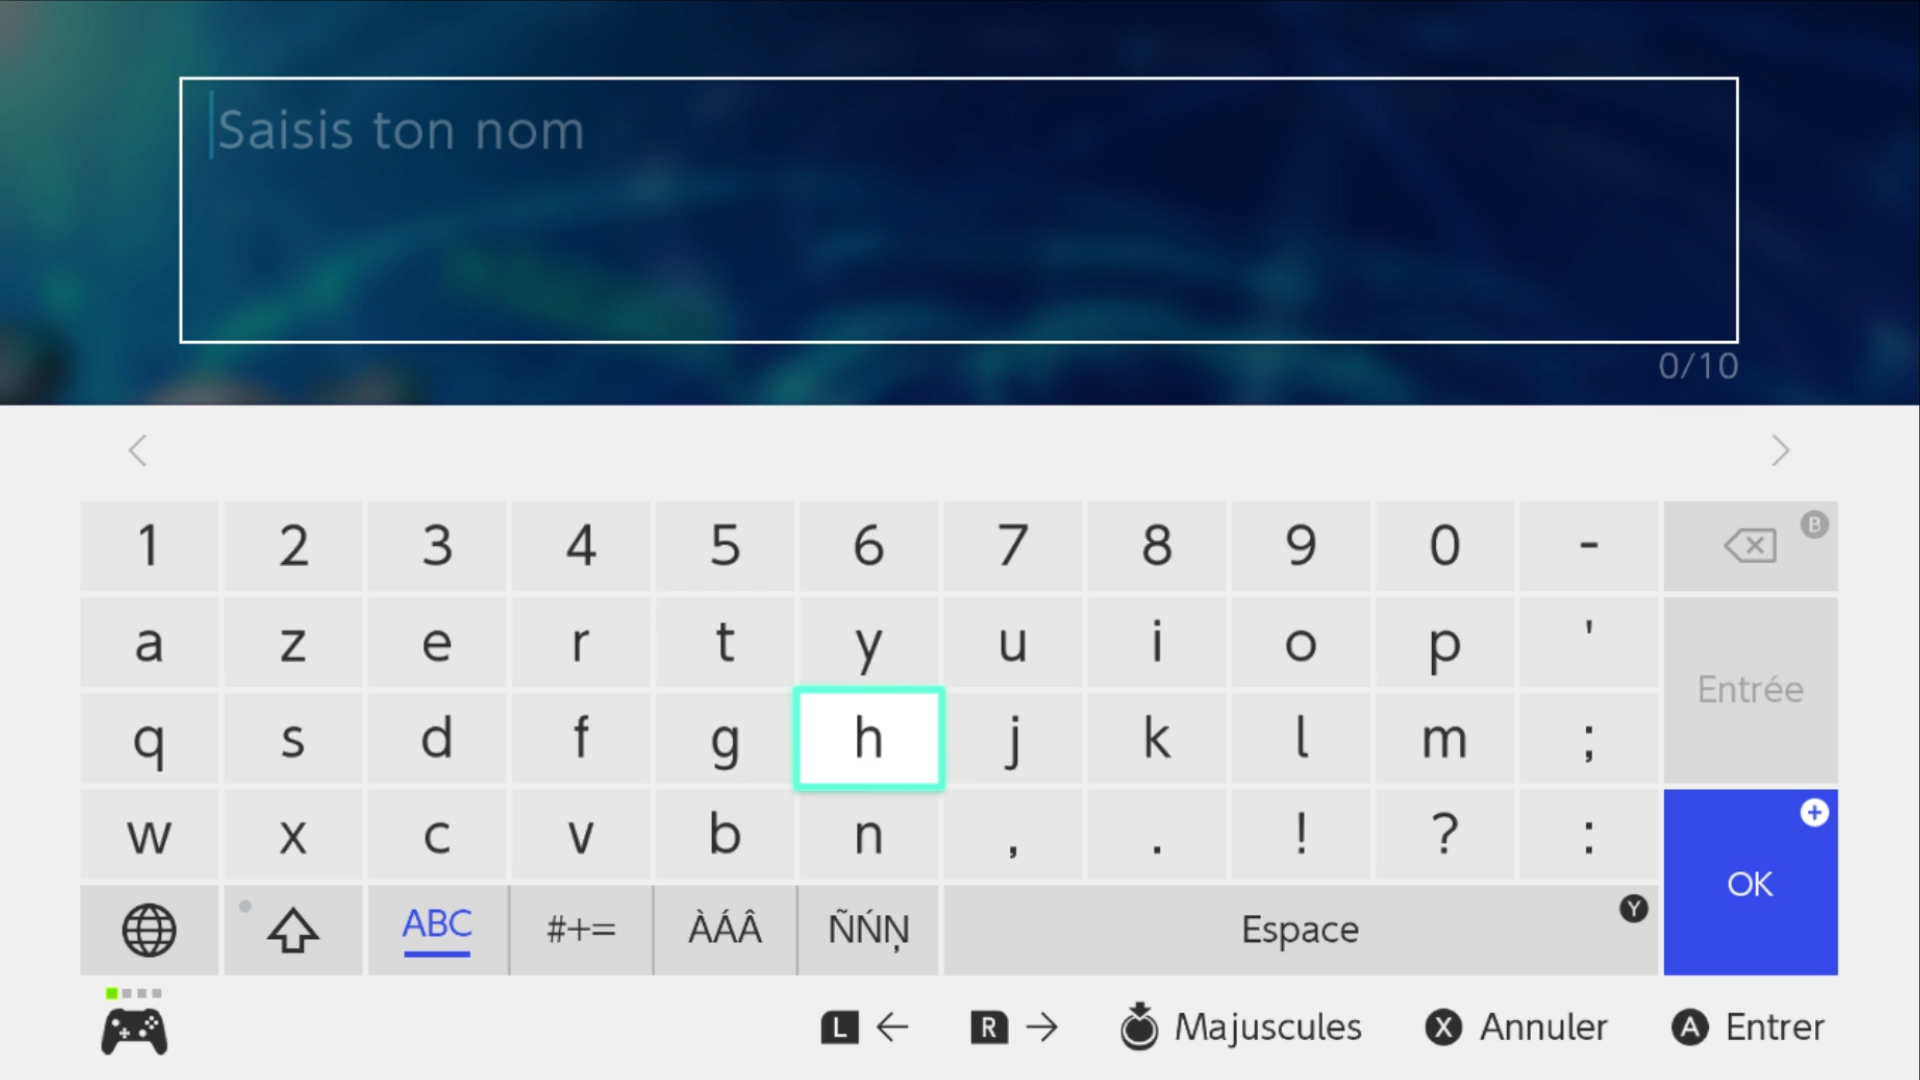 Saisis ton nom
0/10
1 2 3 4 5 6 7 8 9 0 - B
a z e r t y u i o p ' Entrée
q s d f g h j k l m ;
w x c v b n , . ! ? : OK
ABC #+= ÀÁÂ ÑŃŅ Espace Y
L ← R → Majuscules X Annuler A Entrer